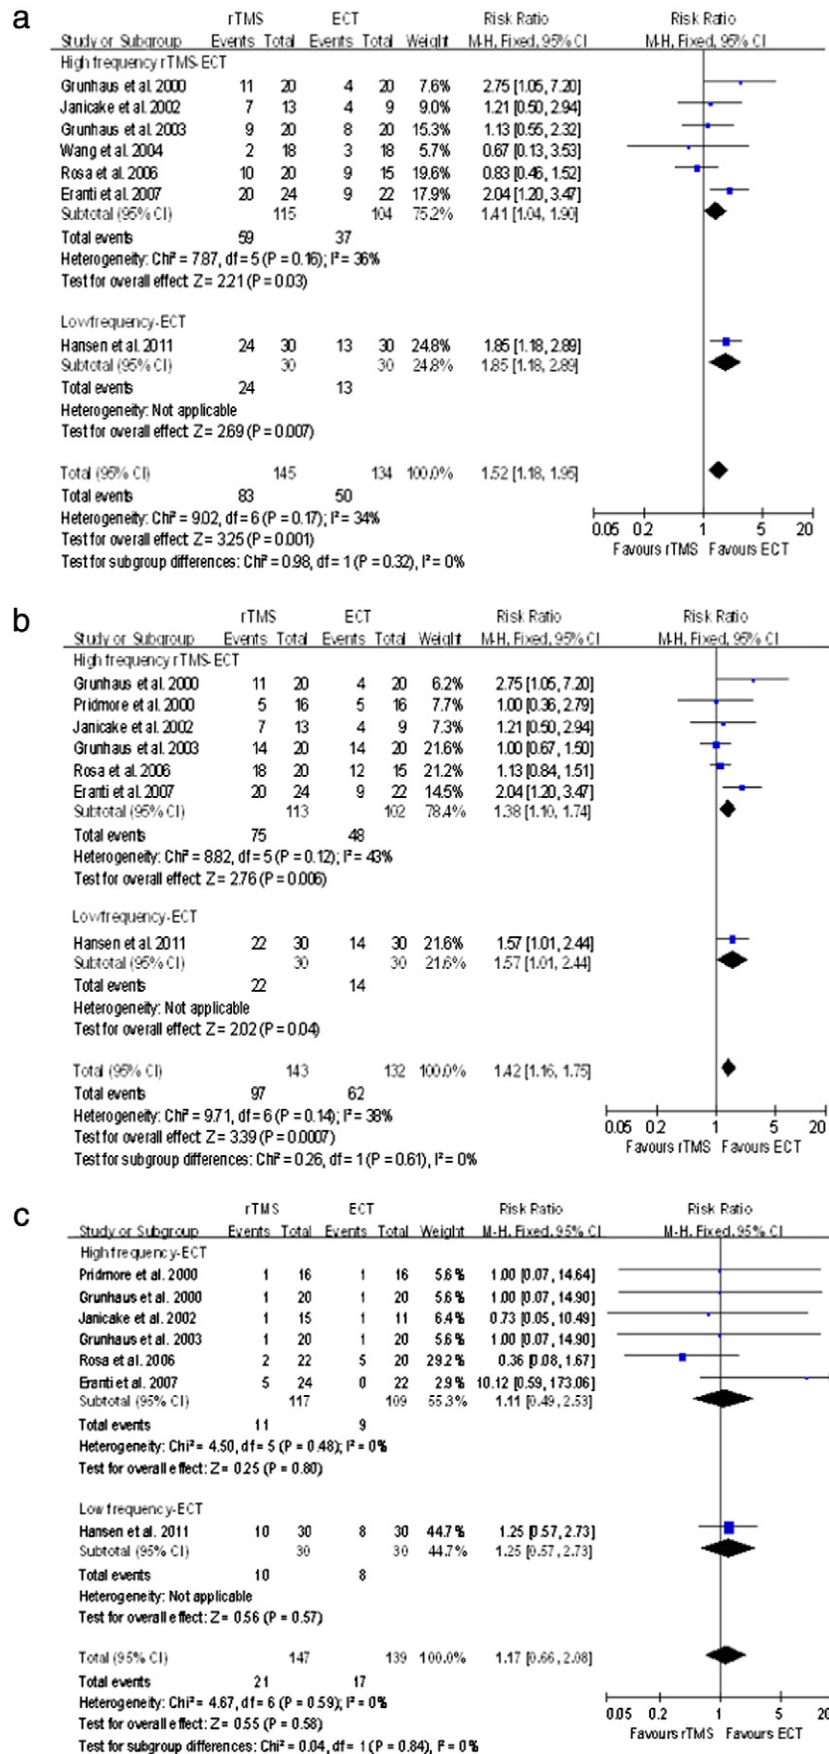 a
rTMS ECT Risk Ratio Risk Ratio
Study or Subgroup Events Total Events Total Weight M-H, Fixed, 95% CI M-H, Fixed, 95% CI
High frequency rTMS-ECT
Grunhaus et al. 2000 11 20 4 20 7.6% 2.75 [1.05, 7.20]
Janicake et al. 2002 7 13 4 9 9.0% 1.21 [0.50, 2.94]
Grunhaus et al. 2003 9 20 8 20 15.3% 1.13 [0.55, 2.32]
Wang et al. 2004 2 18 3 18 5.7% 0.67 [0.13, 3.53]
Rosa et al. 2006 10 20 9 15 19.6% 0.83 [0.46, 1.52]
Eranti et al. 2007 20 24 9 22 17.9% 2.04 [1.20, 3.47]
Subtotal (95% CI) 115 104 75.2% 1.41 [1.04, 1.90]
Total events 59 37
Heterogeneity: Chi² = 7.87, df = 5 (P = 0.16); I² = 36%
Test for overall effect: Z = 2.21 (P = 0.03)
Low frequency-ECT
Hansen et al. 2011 24 30 13 30 24.8% 1.85 [1.18, 2.89]
Subtotal (95% CI) 30 30 24.8% 1.85 [1.18, 2.89]
Total events 24 13
Heterogeneity: Not applicable
Test for overall effect: Z = 2.69 (P = 0.007)
Total (95% CI) 145 134 100.0% 1.52 [1.18, 1.95]
Total events 83 50
Heterogeneity: Chi² = 9.02, df = 6 (P = 0.17); I² = 34%
Test for overall effect: Z = 3.25 (P = 0.001)
Test for subgroup differences: Chi² = 0.98, df = 1 (P = 0.32), I² = 0%
0.05 0.2 1 5 20
Favours rTMS Favours ECT
b
rTMS ECT Risk Ratio Risk Ratio
Study or Subgroup Events Total Events Total Weight M-H, Fixed, 95% CI M-H, Fixed, 95% CI
High frequency rTMS-ECT
Grunhaus et al. 2000 11 20 4 20 6.2% 2.75 [1.05, 7.20]
Pridmore et al. 2000 5 16 5 16 7.7% 1.00 [0.36, 2.79]
Janicake et al. 2002 7 13 4 9 7.3% 1.21 [0.50, 2.94]
Grunhaus et al. 2003 14 20 14 20 21.6% 1.00 [0.67, 1.50]
Rosa et al. 2006 18 20 12 15 21.2% 1.13 [0.84, 1.51]
Eranti et al. 2007 20 24 9 22 14.5% 2.04 [1.20, 3.47]
Subtotal (95% CI) 113 102 78.4% 1.38 [1.10, 1.74]
Total events 75 48
Heterogeneity: Chi² = 8.82, df = 5 (P = 0.12); I² = 43%
Test for overall effect: Z = 2.76 (P = 0.006)
Low frequency-ECT
Hansen et al. 2011 22 30 14 30 21.6% 1.57 [1.01, 2.44]
Subtotal (95% CI) 30 30 21.6% 1.57 [1.01, 2.44]
Total events 22 14
Heterogeneity: Not applicable
Test for overall effect: Z = 2.02 (P = 0.04)
Total (95% CI) 143 132 100.0% 1.42 [1.16, 1.75]
Total events 97 62
Heterogeneity: Chi² = 9.71, df = 6 (P = 0.14); I² = 38%
Test for overall effect: Z = 3.39 (P = 0.0007)
Test for subgroup differences: Chi² = 0.26, df = 1 (P = 0.61), I² = 0%
0.05 0.2 1 5 20
Favours rTMS Favours ECT
c
rTMS ECT Risk Ratio Risk Ratio
Study or Subgroup Events Total Events Total Weight M-H, Fixed, 95% CI M-H, Fixed, 95% CI
High frequency-ECT
Pridmore et al. 2000 1 16 1 16 5.6% 1.00 [0.07, 14.64]
Grunhaus et al. 2000 1 20 1 20 5.6% 1.00 [0.07, 14.90]
Janicake et al. 2002 1 15 1 11 6.4% 0.73 [0.05, 10.49]
Grunhaus et al. 2003 1 20 1 20 5.6% 1.00 [0.07, 14.90]
Rosa et al. 2006 2 22 5 20 29.2% 0.36 [0.08, 1.67]
Eranti et al. 2007 5 24 0 22 2.9% 10.12 [0.59, 173.06]
Subtotal (95% CI) 117 109 55.3% 1.11 [0.49, 2.53]
Total events 11 9
Heterogeneity: Chi² = 4.50, df = 5 (P = 0.48); I² = 0%
Test for overall effect: Z = 0.25 (P = 0.80)
Low frequency-ECT
Hansen et al. 2011 10 30 8 30 44.7% 1.25 [0.57, 2.73]
Subtotal (95% CI) 30 30 44.7% 1.25 [0.57, 2.73]
Total events 10 8
Heterogeneity: Not applicable
Test for overall effect: Z = 0.56 (P = 0.57)
Total (95% CI) 147 139 100.0% 1.17 [0.66, 2.08]
Total events 21 17
Heterogeneity: Chi² = 4.67, df = 6 (P = 0.59); I² = 0%
Test for overall effect: Z = 0.55 (P = 0.58)
Test for subgroup differences: Chi² = 0.04, df = 1 (P = 0.84), I² = 0%
0.05 0.2 1 5 20
Favours rTMS Favours ECT